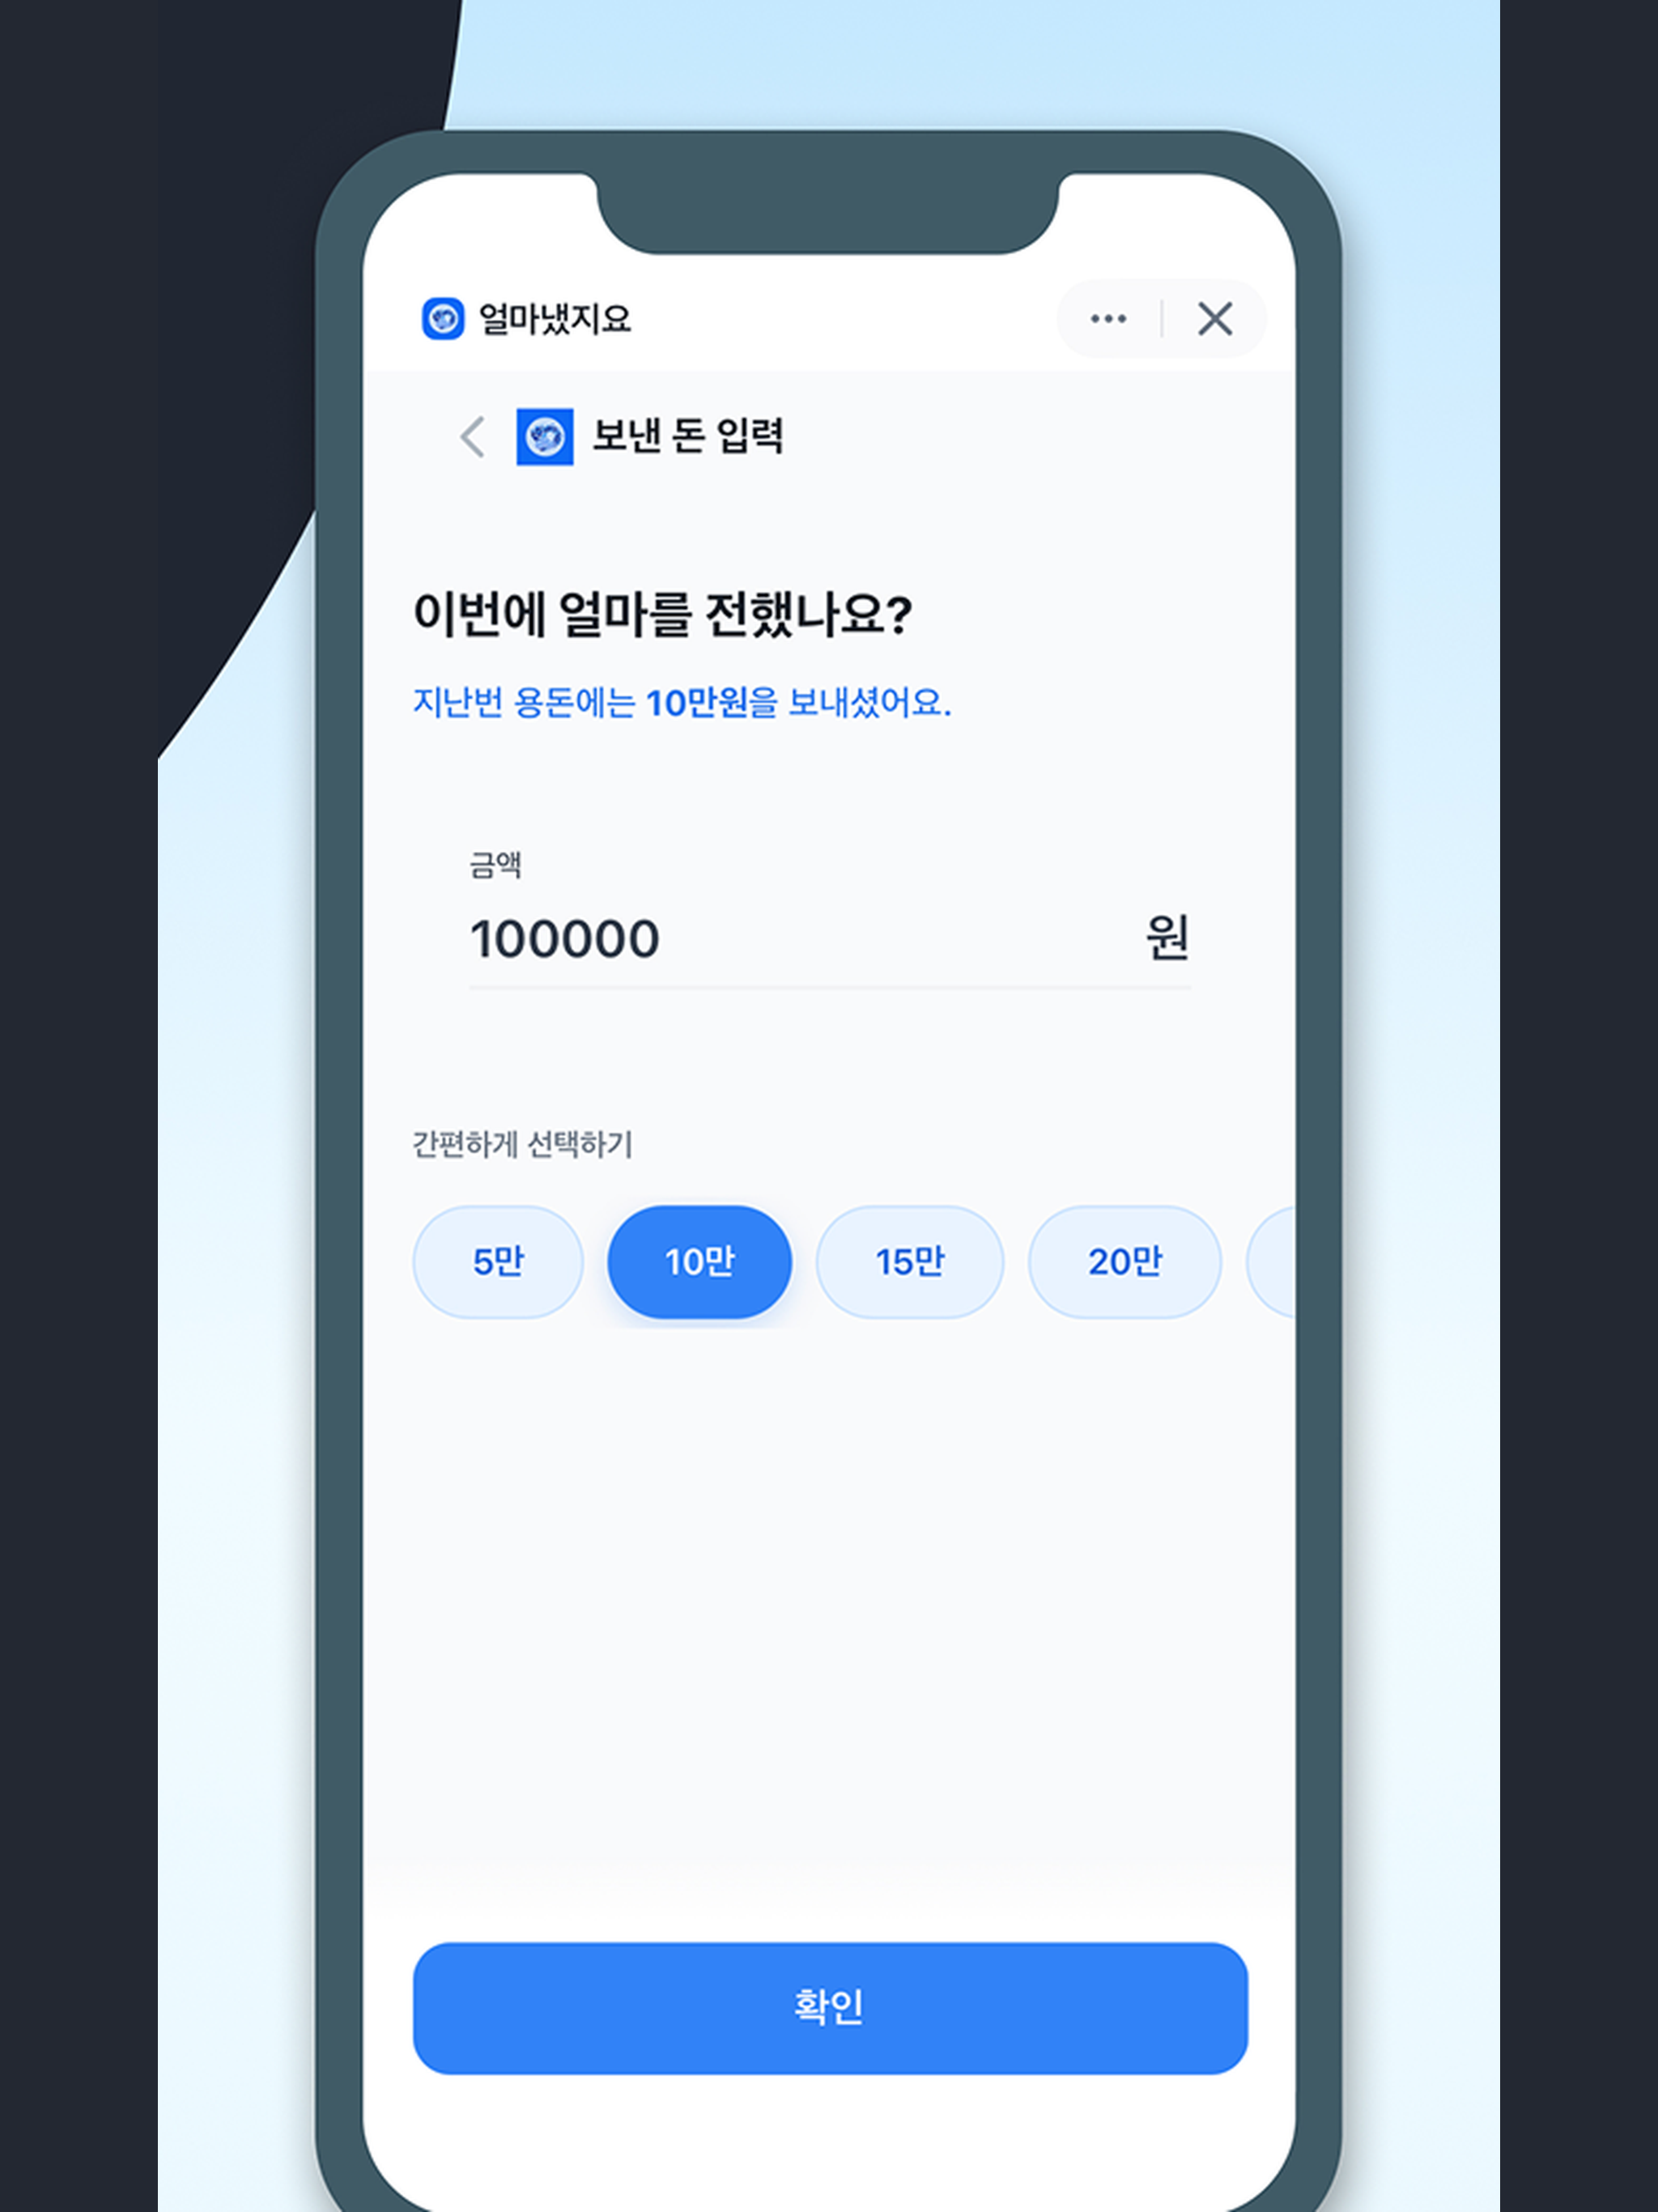 얼마냈지요
보낸 돈 입력
이번에 얼마를 전했나요?
지난번 용돈에는 10만원을 보내셨어요.
금액
100000 원
간편하게 선택하기
5만 10만 15만 20만
확인